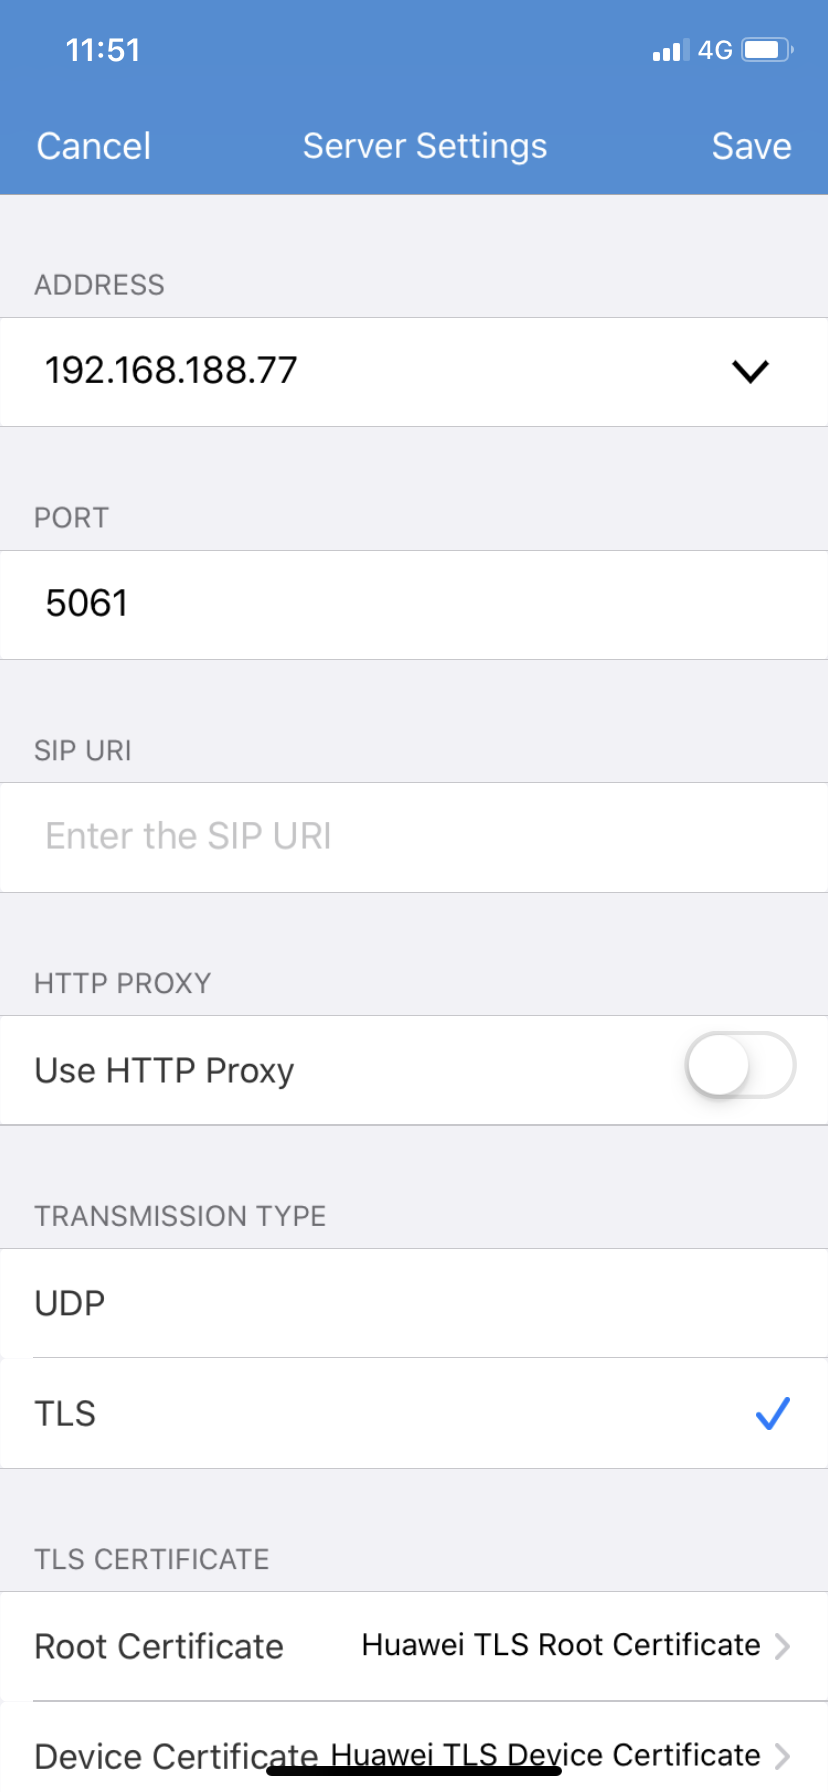 11:51 4G
Cancel Server Settings Save
ADDRESS
192.168.188.77
PORT
5061
SIP URI
Enter the SIP URI
HTTP PROXY
Use HTTP Proxy
TRANSMISSION TYPE
UDP
TLS
TLS CERTIFICATE
Root Certificate Huawei TLS Root Certificate
Device Certificate Huawei TLS Device Certificate